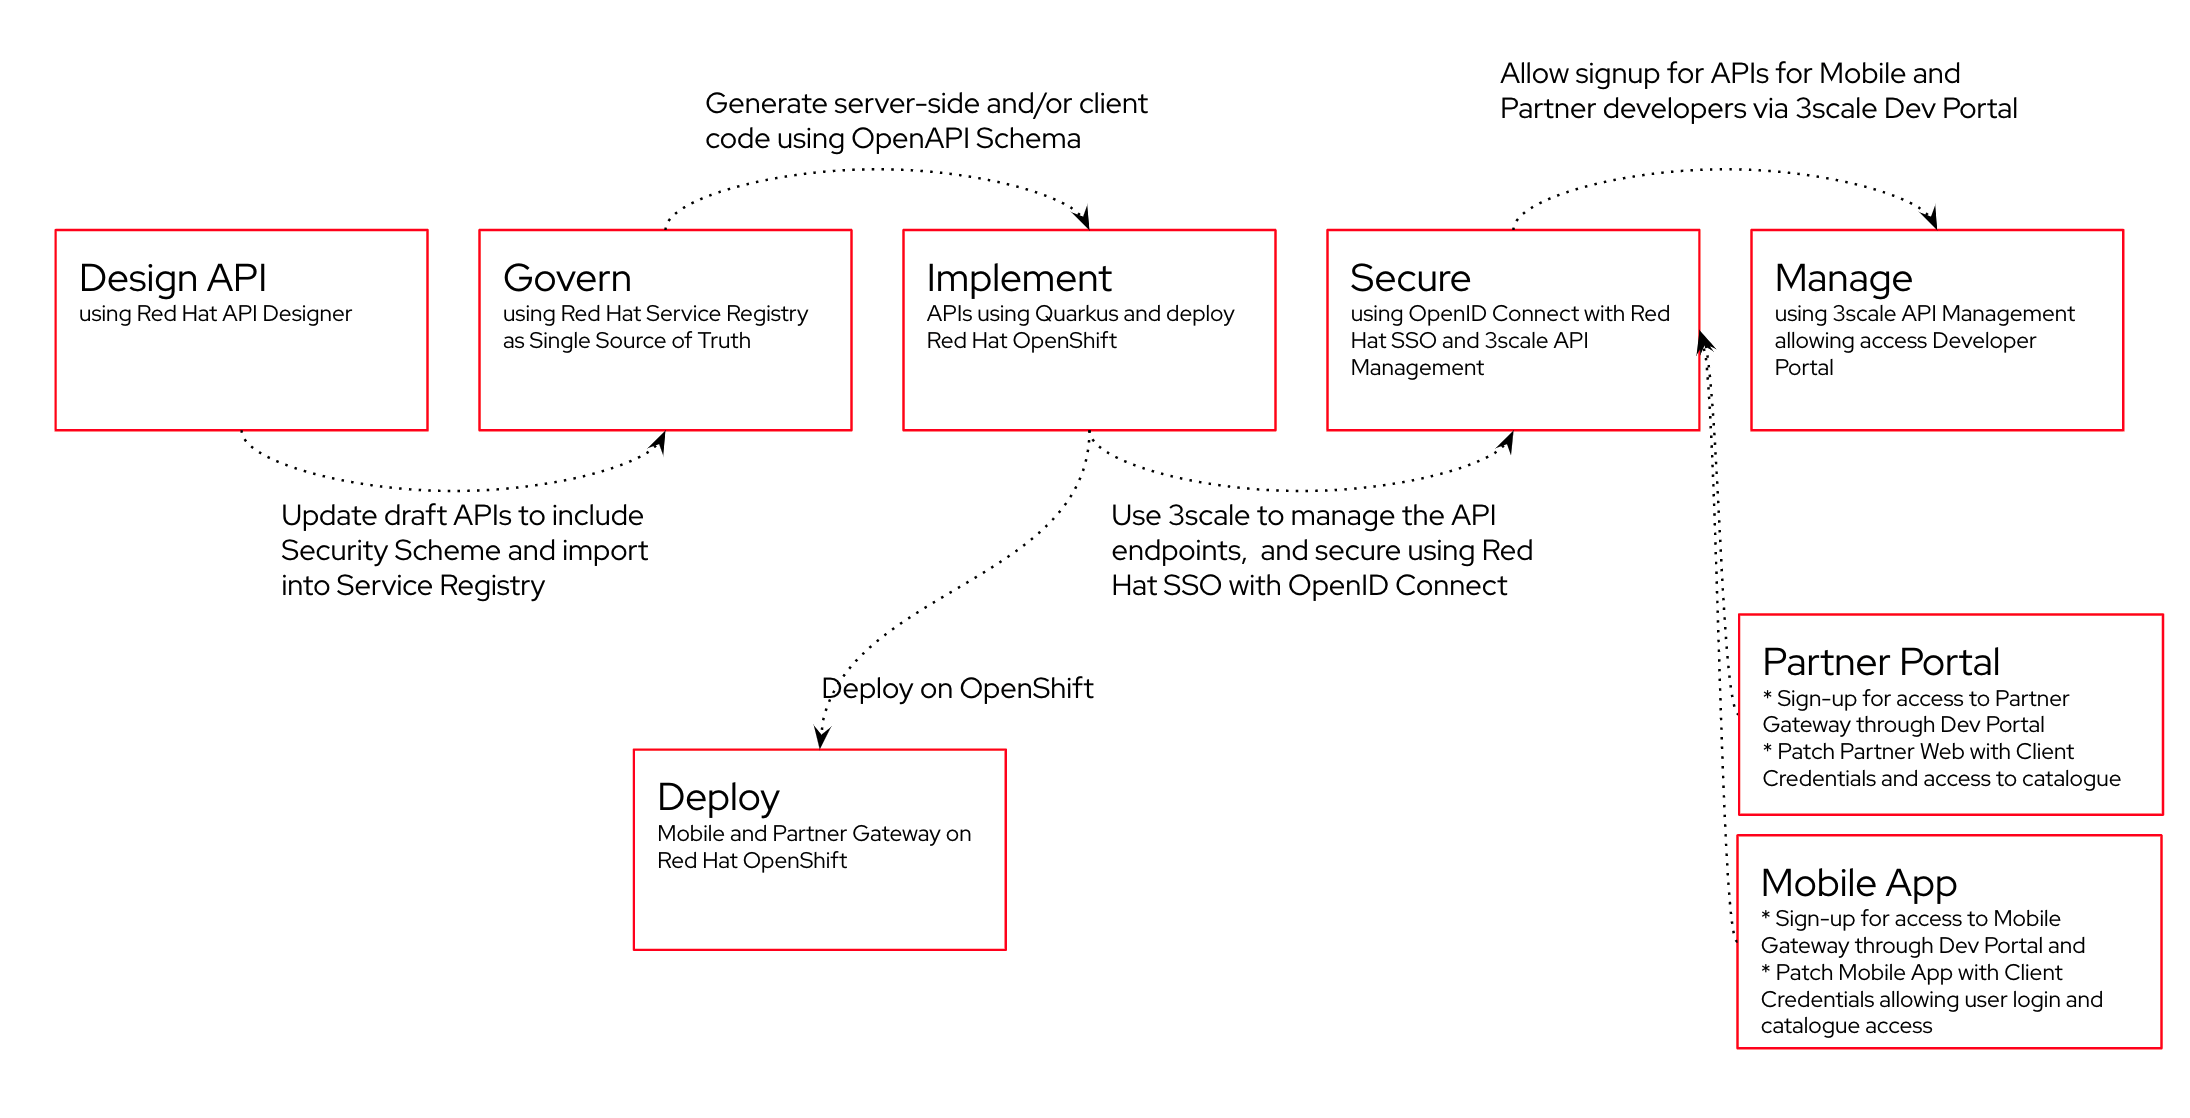 Allow signup for APIs for Mobile and
Partner developers via 3scale Dev Portal
Generate server-side and/or client
code using OpenAPI Schema
Design API
using Red Hat API Designer
Govern
using Red Hat Service Registry
as Single Source of Truth
Implement
APIs using Quarkus and deploy
Red Hat OpenShift
Secure
using OpenID Connect with Red
Hat SSO and 3scale API
Management
Manage
using 3scale API Management
allowing access Developer
Portal
Update draft APIs to include
Security Scheme and import
into Service Registry
Use 3scale to manage the API
endpoints,  and secure using Red
Hat SSO with OpenID Connect
Deploy on OpenShift
Deploy
Mobile and Partner Gateway on
Red Hat OpenShift
Partner Portal
* Sign-up for access to Partner
Gateway through Dev Portal
* Patch Partner Web with Client
Credentials and access to catalogue
Mobile App
* Sign-up for access to Mobile
Gateway through Dev Portal and
* Patch Mobile App with Client
Credentials allowing user login and
catalogue access